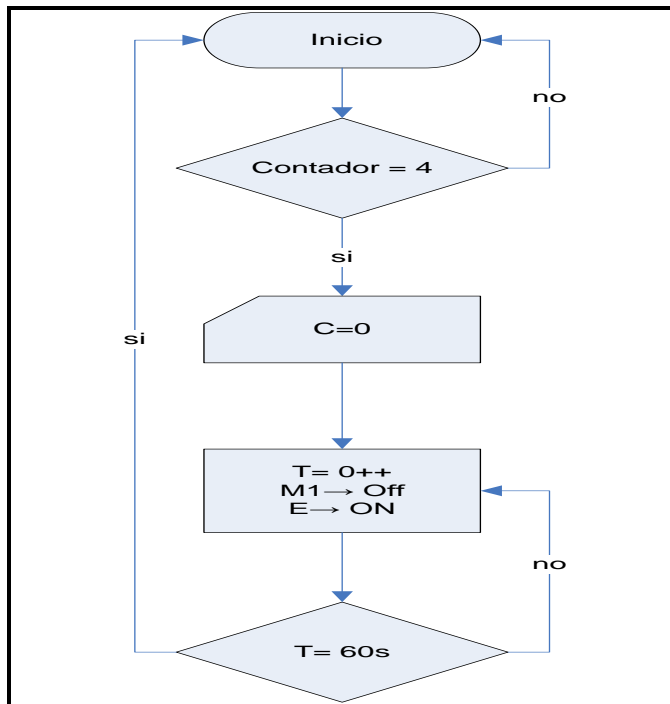 Inicio
no
Contador = 4
si
C=0
si
T= 0++
M1→ Off
E→ ON
no
T= 60s